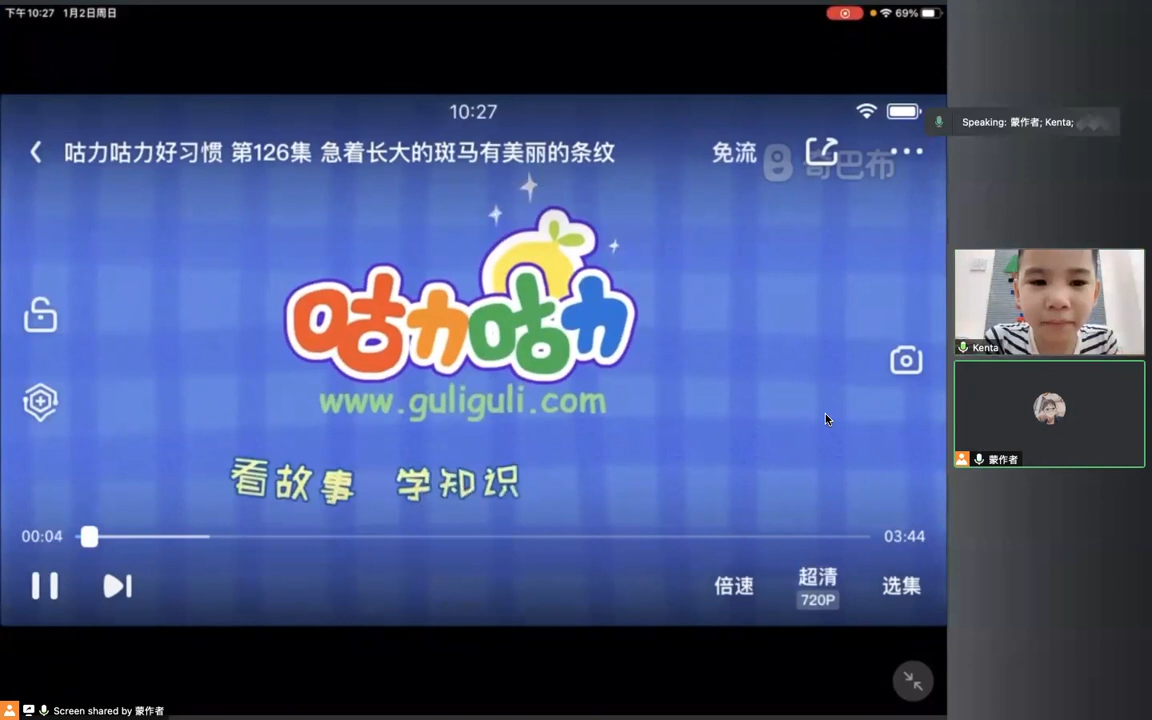 下午10:27 1月2日周日
69%
10:27
咕力咕力好习惯 第126集 急着长大的斑马有美丽的条纹
免流
奇巴布
Speaking: 蒙作者; Kenta;
咕力咕力
www.guliguli.com
看故事 学知识
Kenta
蒙作者
00:04
03:44
倍速
超清
720P
选集
Screen shared by 蒙作者